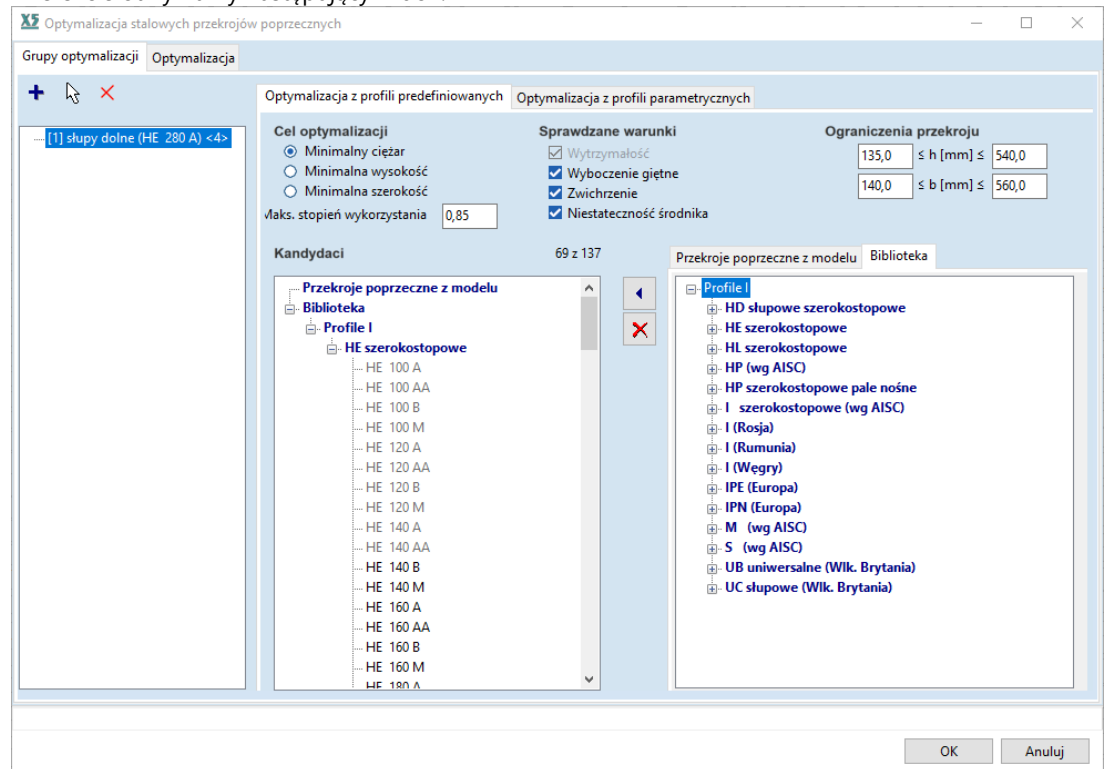 Optymalizacja stalowych przekrojów poprzecznych
Grupy optymalizacji Optymalizacja
Optymalizacja z profili predefiniowanych Optymalizacja z profili parametrycznych
[1] słupy dolne (HE 280 A) <4>
Cel optymalizacji
Minimalny ciężar
Minimalna wysokość
Minimalna szerokość
Maks. stopień wykorzystania 0,85
Sprawdzane warunki
Wytrzymałość
Wyboczenie giętne
Zwichrzenie
Niestateczność środnika
Ograniczenia przekroju
135,0 ≤ h [mm] ≤ 540,0
140,0 ≤ b [mm] ≤ 560,0
Kandydaci 69 z 137
Przekroje poprzeczne z modelu
Biblioteka
Profile I
HE szerokostopowe
HE 100 A
HE 100 AA
HE 100 B
HE 100 M
HE 120 A
HE 120 AA
HE 120 B
HE 120 M
HE 140 A
HE 140 AA
HE 140 B
HE 140 M
HE 160 A
HE 160 AA
HE 160 B
HE 160 M
HE 180 A
Przekroje poprzeczne z modelu Biblioteka
Profile I
HD słupowe szerokostopowe
HE szerokostopowe
HL szerokostopowe
HP (wg AISC)
HP szerokostopowe pale nośne
I szerokostopowe (wg AISC)
I (Rosja)
I (Rumunia)
I (Węgry)
IPE (Europa)
IPN (Europa)
M (wg AISC)
S (wg AISC)
UB uniwersalne (Wlk. Brytania)
UC słupowe (Wlk. Brytania)
OK Anuluj